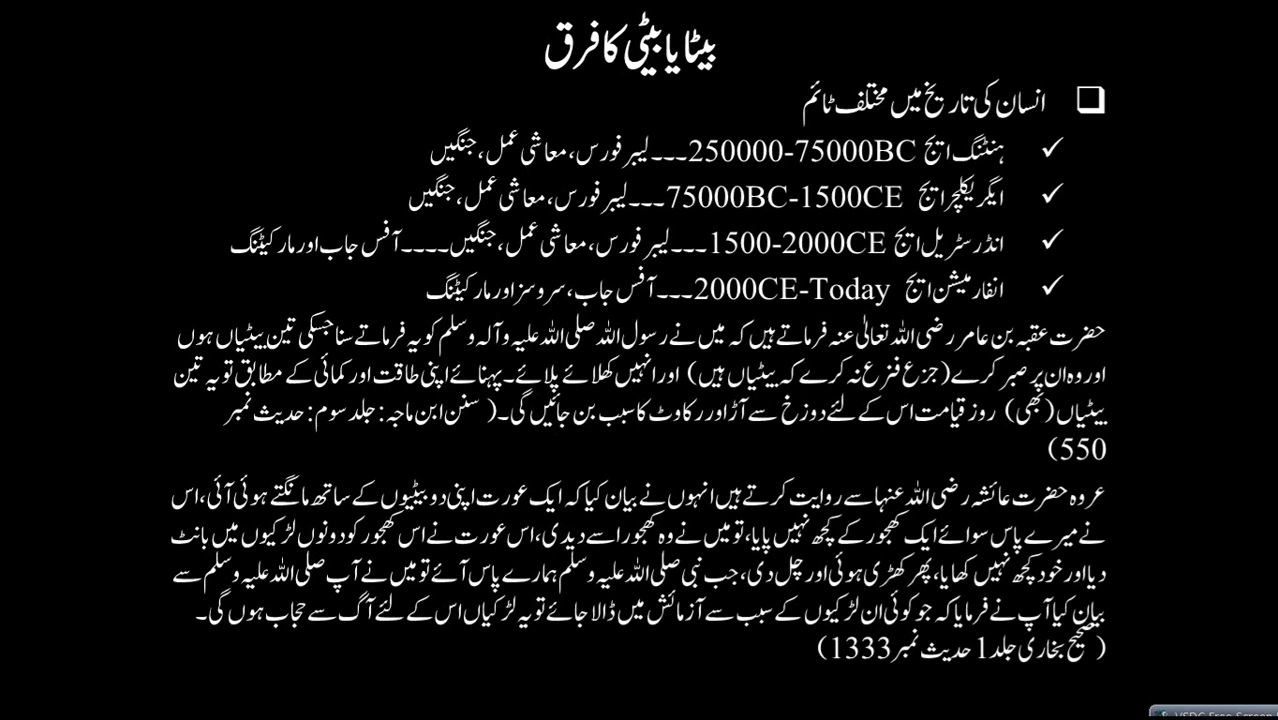 بیٹا یا بیٹی کا فرق
انسان کی تاریخ میں مختلف ٹائم
ہنٹنگ ایج 250000-75000BC۔۔۔لیبر فورس، معاشی عمل، جنگیں
ایگریکلچر ایج 75000BC-1500CE۔۔۔لیبر فورس، معاشی عمل، جنگیں
انڈرسٹریل ایج 1500-2000CE۔۔۔لیبر فورس، معاشی عمل، جنگیں۔۔۔۔آفس جاب اور مارکیٹنگ
انفارمیشن ایج 2000CE-Today۔۔۔آفس جاب، سروسز اور مارکیٹنگ
حضرت عقبہ بن عامر رضی اللہ تعالیٰ عنہ فرماتے ہیں کہ میں نے رسول اللہ صلی اللہ علیہ وآلہ وسلم کو یہ فرماتے سنا جسکی تین بیٹیاں ہوں
اور وہ ان پر صبر کرے (جزع فزع نہ کرے کہ بیٹیاں ہیں) اور انہیں کھلائے پلائے۔ پہنائے اپنی طاقت اور کمائی کے مطابق تو یہ تین
بیٹیاں (بھی) روز قیامت اس کے لئے دوزخ سے آڑ اور رکاوٹ کا سبب بن جائیں گی۔( سنن ابن ماجہ: جلد سوم: حدیث نمبر
550)
عروہ حضرت عائشہ رضی اللہ عنہا سے روایت کرتے ہیں انہوں نے بیان کیا کہ ایک عورت اپنی دو بیٹیوں کے ساتھ مانگتے ہوئی آئی، اس
نے میرے پاس سوائے ایک کھجور کے کچھ نہیں پایا، تو میں نے وہ کھجور اسے دیدی، اس عورت نے اس کھجور کو دونوں لڑکیوں میں بانٹ
دیا اور خود کچھ نہیں کھایا، پھر کھڑی ہوئی اور چل دی، جب نبی صلی اللہ علیہ وسلم ہمارے پاس آئے تو میں نے آپ صلی اللہ علیہ وسلم سے
بیان کیا آپ نے فرمایا کہ جو کوئی ان لڑکیوں کے سبب سے آزمائش میں ڈالا جائے تو یہ لڑکیاں اس کے لئے آگ سے حجاب ہوں گی۔
(صحیح بخاری جلد 1 حدیث نمبر 1333)